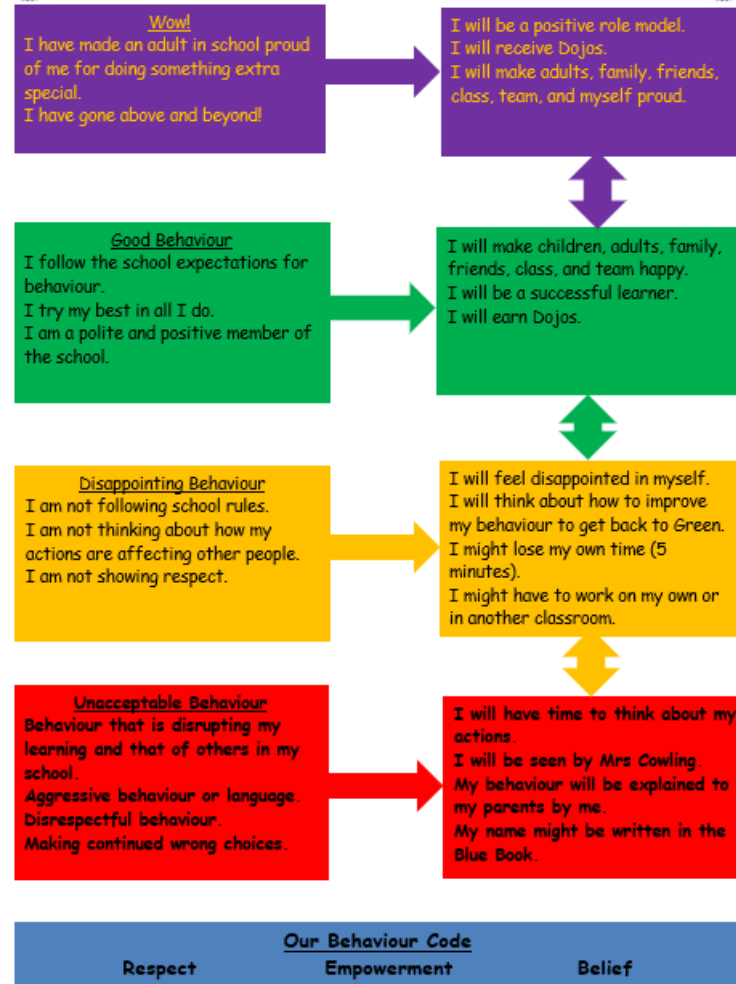 Wow!
I have made an adult in school proud
of me for doing something extra
special.
I have gone above and beyond!
I will be a positive role model.
I will receive Dojos.
I will make adults, family, friends,
class, team, and myself proud.
Good Behaviour
I follow the school expectations for
behaviour.
I try my best in all I do.
I am a polite and positive member of
the school.
I will make children, adults, family,
friends, class, and team happy.
I will be a successful learner.
I will earn Dojos.
Disappointing Behaviour
I am not following school rules.
I am not thinking about how my
actions are affecting other people.
I am not showing respect.
I will feel disappointed in myself.
I will think about how to improve
my behaviour to get back to Green.
I might lose my own time (5
minutes).
I might have to work on my own or
in another classroom.
Unacceptable Behaviour
Behaviour that is disrupting my
learning and that of others in my
school.
Aggressive behaviour or language.
Disrespectful behaviour.
Making continued wrong choices.
I will have time to think about my
actions.
I will be seen by Mrs Cowling.
My behaviour will be explained to
my parents by me.
My name might be written in the
Blue Book.
Our Behaviour Code
Respect Empowerment Belief